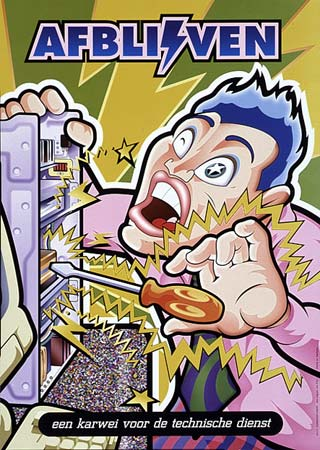 AFBLIJVEN
een karwei voor de technische dienst